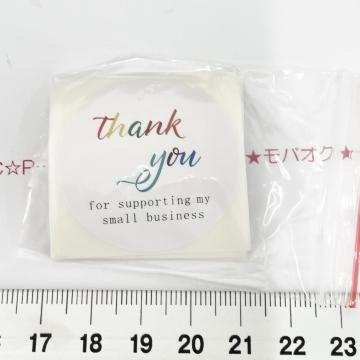 thank
you
for supporting my
small business
C☆P
★モバオク★
17 18 19 20 21 22 23